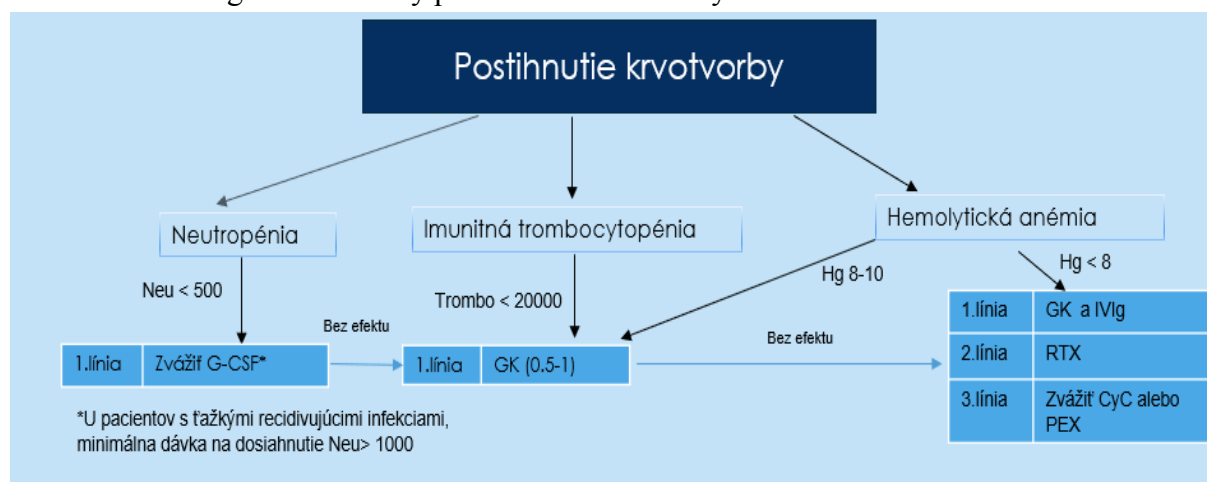 Postihnutie krvotvorby
Neutropénia
Imunitná trombocytopénia
Hemolytická anémia
Neu < 500
Trombo < 20000
Hg 8-10
Hg < 8
Bez efektu
Bez efektu
1.línia Zvážiť G-CSF*
1.línia GK (0.5-1)
1.línia GK a IVIg
2.línia RTX
3.línia Zvážiť CyC alebo
PEX
*U pacientov s ťažkými recidivujúcimi infekciami,
minimálna dávka na dosiahnutie Neu> 1000